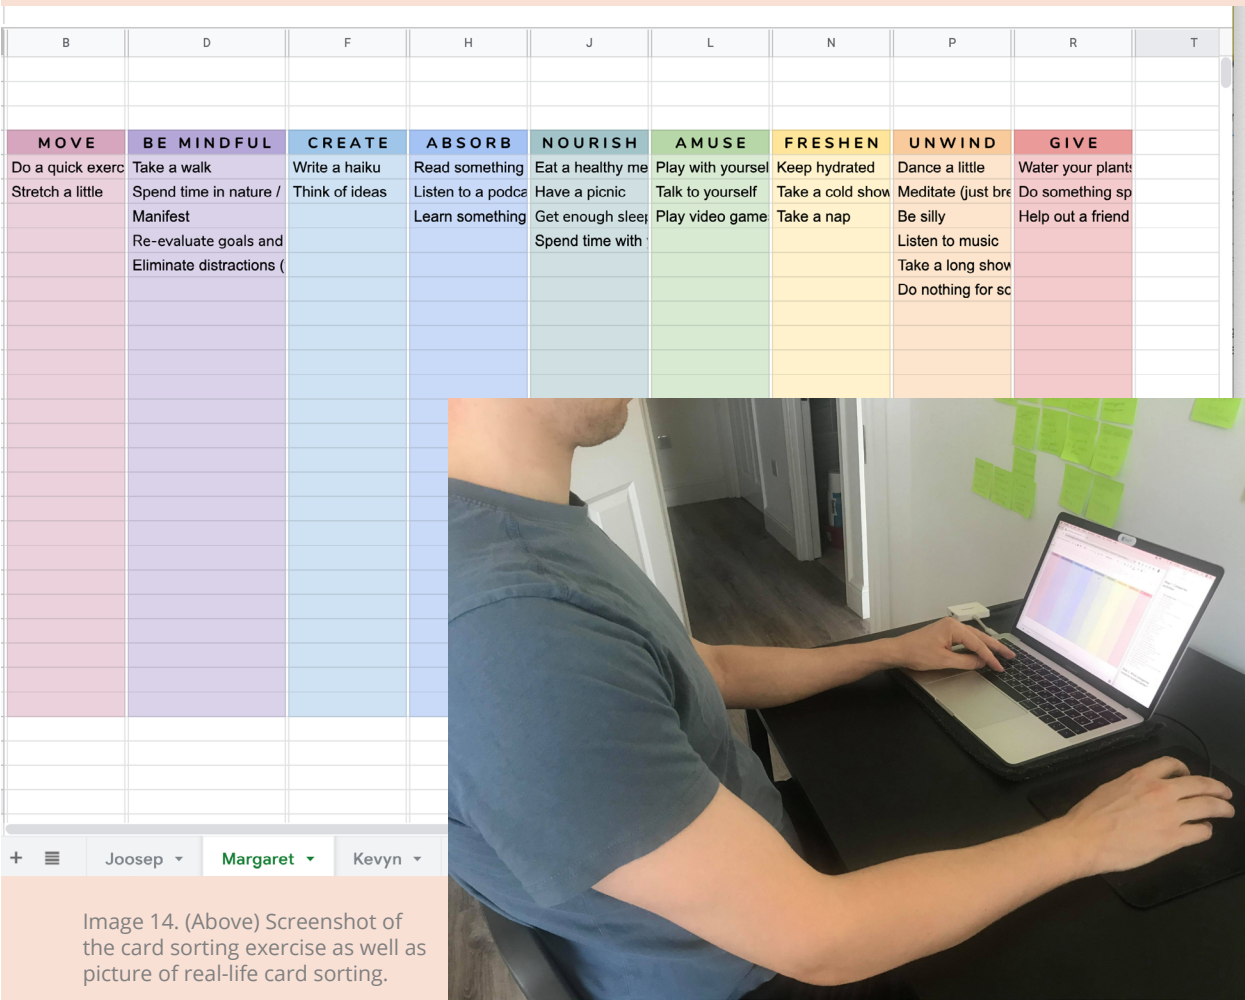 B D F H J L N P R T
MOVE BE MINDFUL CREATE ABSORB NOURISH AMUSE FRESHEN UNWIND GIVE
Do a quick exerc Take a walk Write a haiku Read something Eat a healthy me Play with yoursel Keep hydrated Dance a little Water your plants
Stretch a little Spend time in nature / Think of ideas Listen to a podca Have a picnic Talk to yourself Take a cold show Meditate (just bre Do something sp
Manifest Learn something Get enough sleep Play video game Take a nap Be silly Help out a friend
Re-evaluate goals and Spend time with Listen to music
Eliminate distractions ( Take a long show
Do nothing for so
+ Joosep Margaret Kevyn
Image 14. (Above) Screenshot of
the card sorting exercise as well as
picture of real-life card sorting.